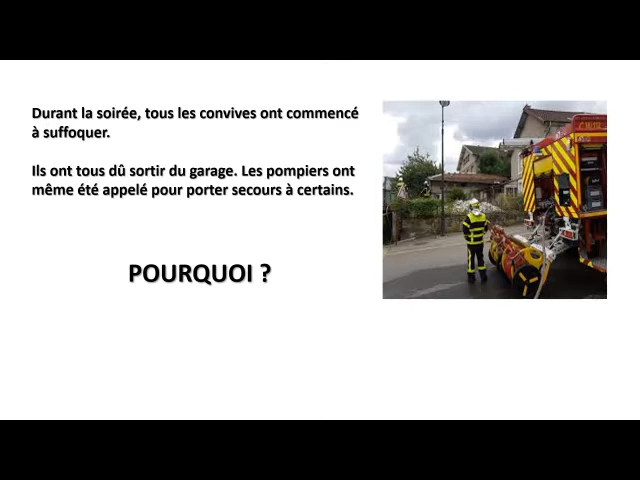 Durant la soirée, tous les convives ont commencé
à suffoquer.
Ils ont tous dû sortir du garage. Les pompiers ont
même été appelé pour porter secours à certains.
POURQUOI ?